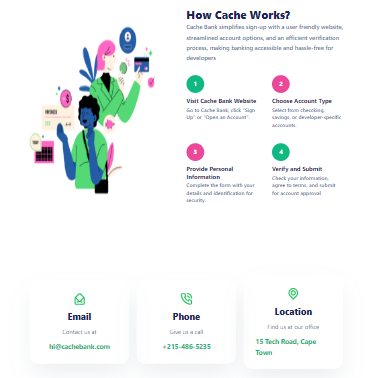 How Cache Works?
Cache Bank simplifies sign-up with a user friendly website,
streamlined account options, and an efficient verification
process, making banking accessible and hassle-free for
developers
1
2
Visit Cache Bank Website
Choose Account Type
Go to Cache Bank, click "Sign
Up" or "Open an Account".
Select from checking,
savings, or developer-specific
accounts.
3
4
Provide Personal
Information
Verify and Submit
Complete the form with your
details and identification for
security.
Check your information,
agree to terms, and submit
for account approval
Email
Contact us at
hi@cachebank.com
Phone
Give us a call
+215-486-5235
Location
Find us at our office
15 Tech Road, Cape
Town